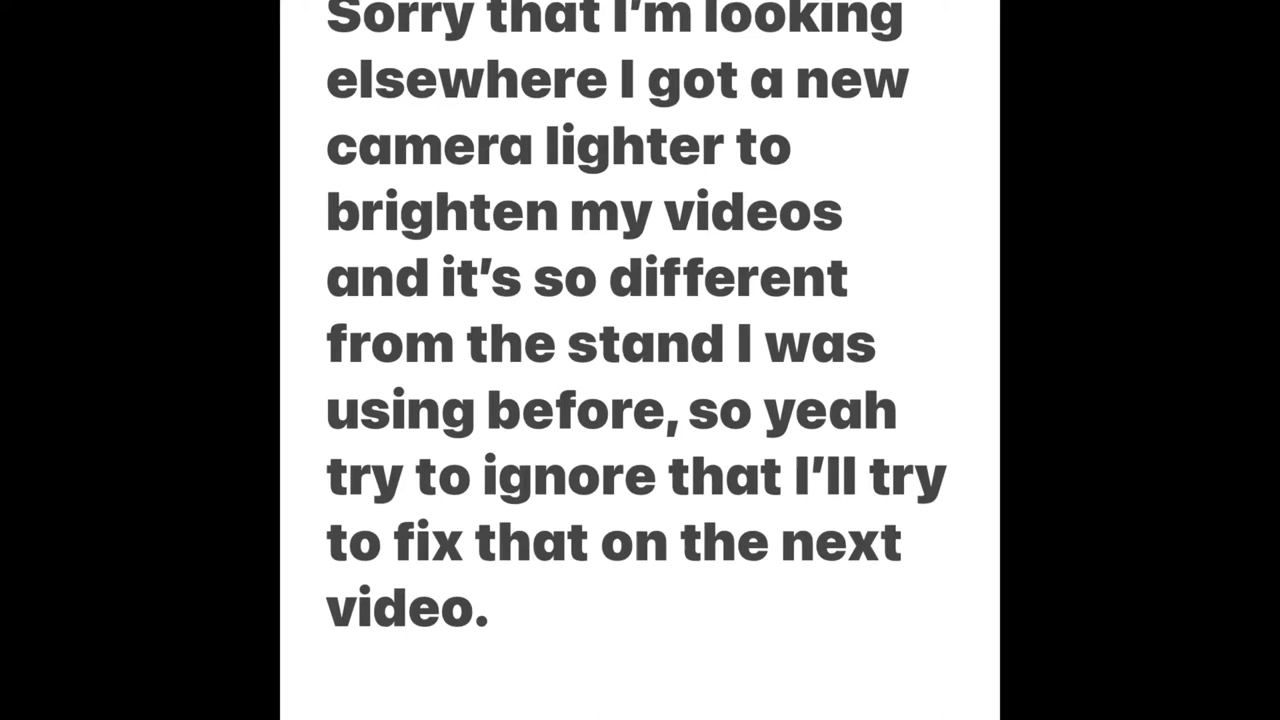 Sorry that I'm looking
elsewhere I got a new
camera lighter to
brighten my videos
and it's so different
from the stand I was
using before, so yeah
try to ignore that I'll try
to fix that on the next
video.